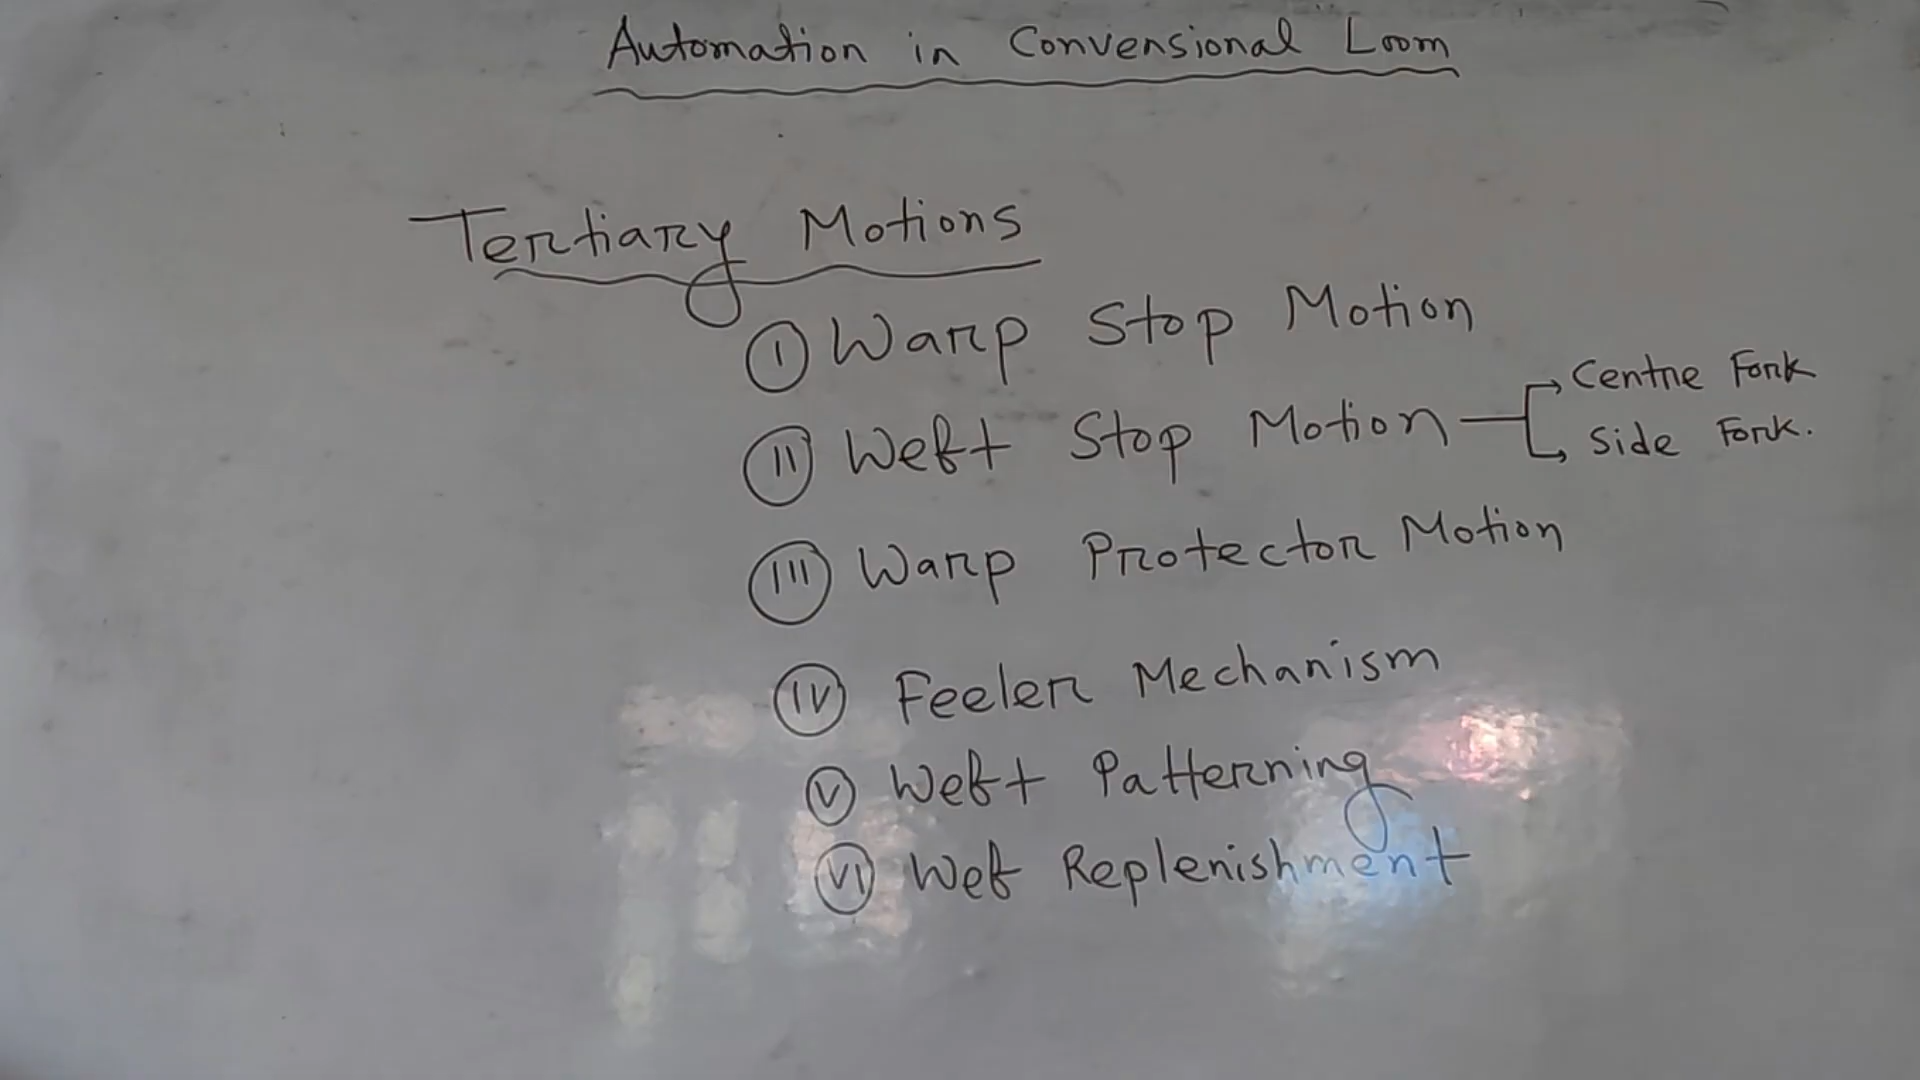 Automation in Convensional Loom
Tertiary Motions
I Warp Stop Motion
II Weft Stop Motion → Centre Fork
→ Side Fork.
III Warp Protector Motion
IV Feeler Mechanism
V Weft Patterning
VI Wef Replenishment